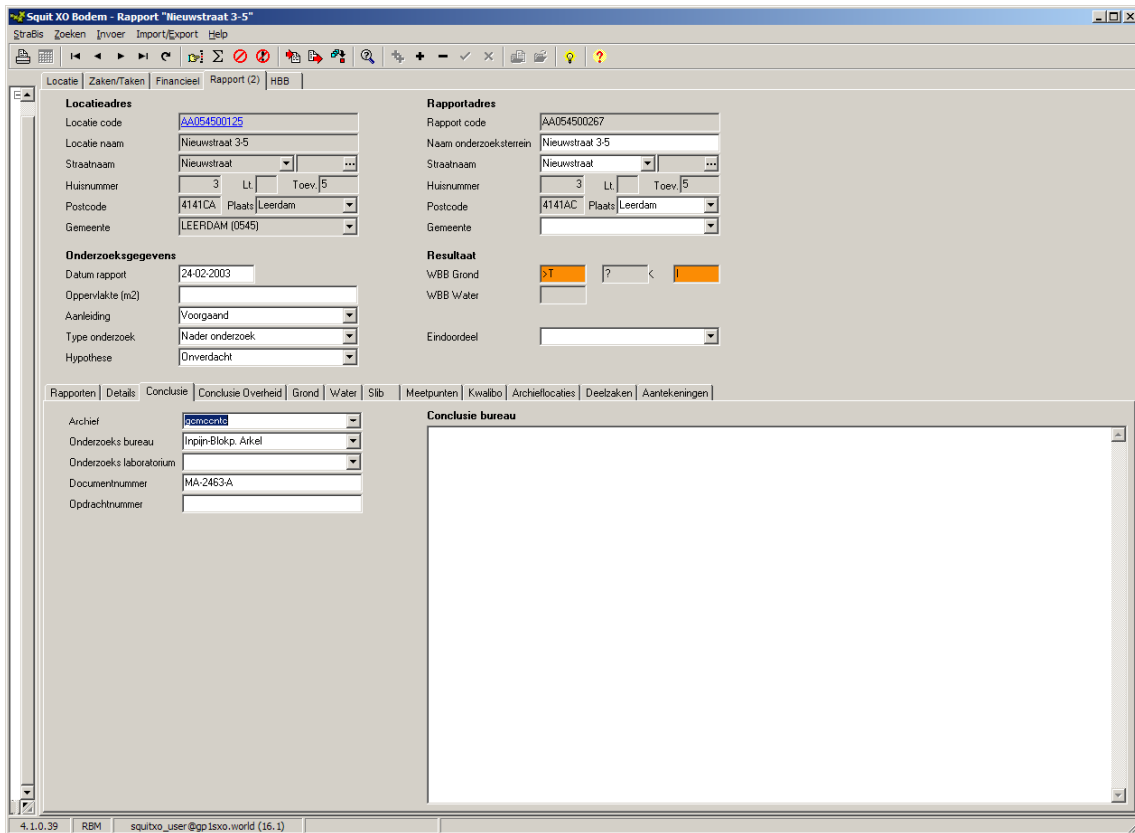 Squit XO Bodem - Rapport "Nieuwstraat 3-5"
StraBis Zoeken Invoer Import/Export Help
Locatie Zaken/Taken Financieel Rapport (2) HBB
Locatieadres
Locatie code AA054500125
Locatie naam Nieuwstraat 3-5
Straatnaam Nieuwstraat ...
Huisnummer 3 Lt. Toev. 5
Postcode 4141CA Plaats Leerdam
Gemeente LEERDAM (0545)
Rapportadres
Rapport code AA054500267
Naam onderzoeksterrein Nieuwstraat 3-5
Straatnaam Nieuwstraat ...
Huisnummer 3 Lt. Toev. 5
Postcode 4141AC Plaats Leerdam
Gemeente
Onderzoeksgegevens
Datum rapport 24-02-2003
Oppervlakte (m2)
Aanleiding Voorgaand
Type onderzoek Nader onderzoek
Hypothese Onverdacht
Resultaat
WBB Grond >T ? < I
WBB Water
Eindoordeel
Rapporten Details Conclusie Conclusie Overheid Grond Water Slib Meetpunten Kwalibo Archieflocaties Deelzaken Aantekeningen
Archief gemeente
Onderzoeks bureau Inpijn-Blokp. Arkel
Onderzoeks laboratorium
Documentnummer MA-2463-A
Opdrachtnummer
Conclusie bureau
4.1.0.39 RBM squitxo_user@gp1sxo.world (16.1)